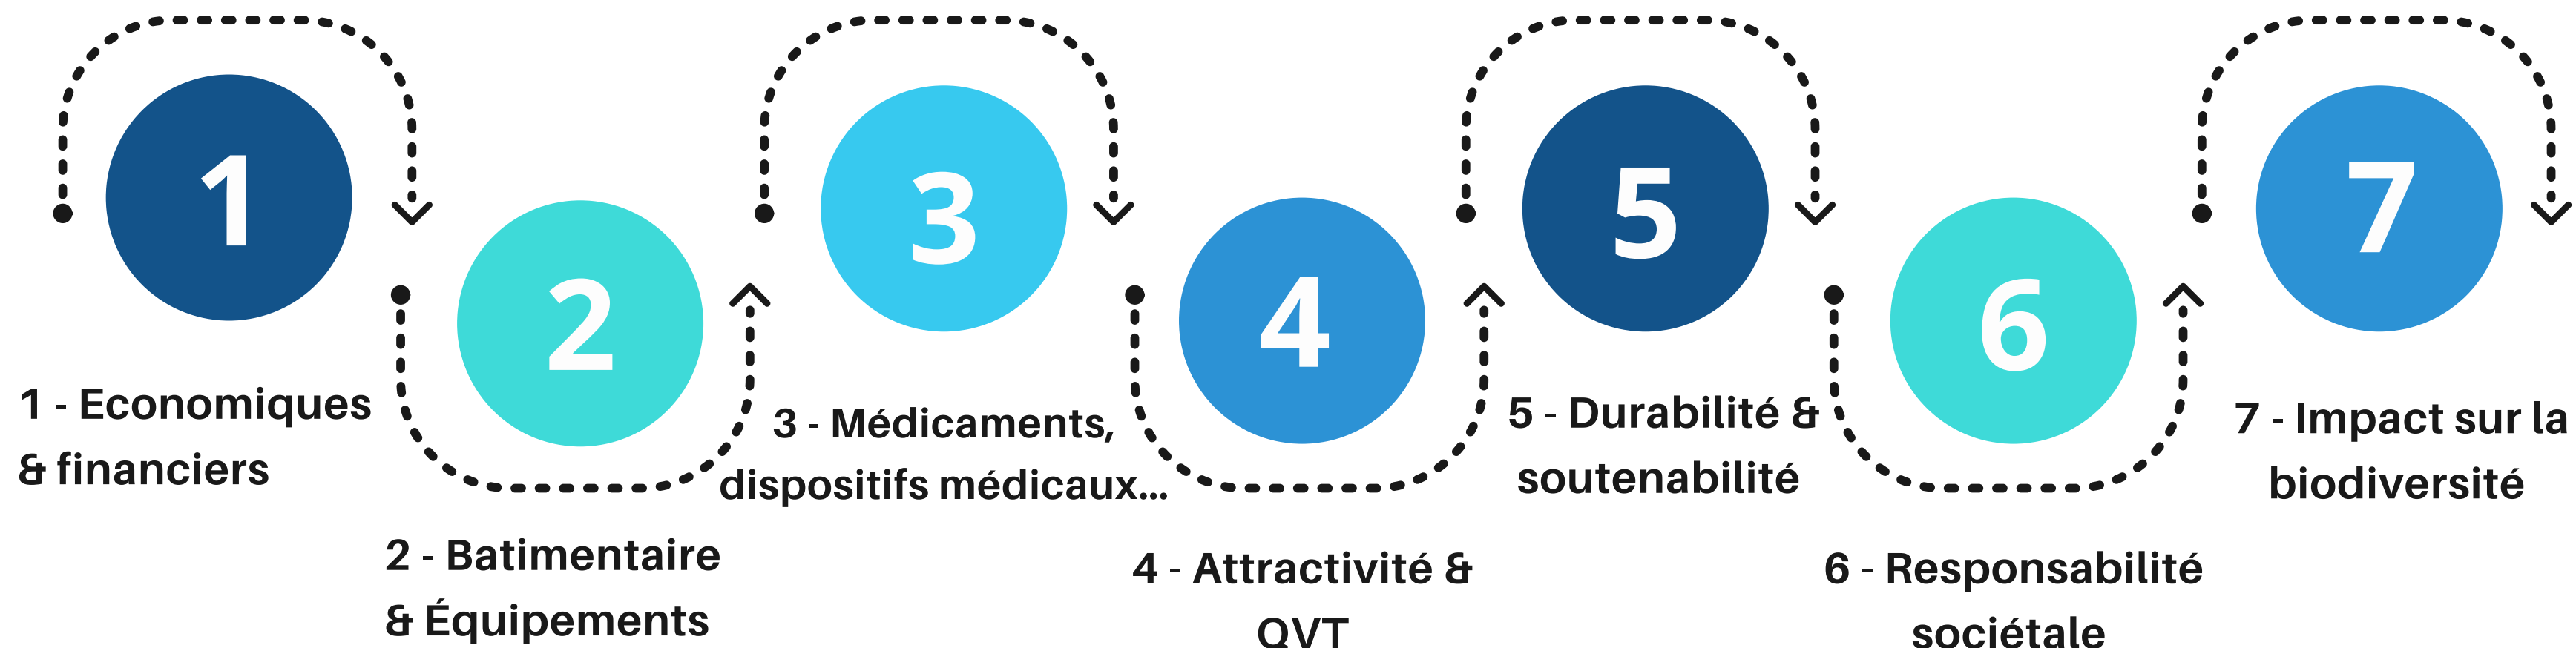 1
2
3
4
5
6
7
1 - Economiques
& financiers
2 - Batimentaire
& Équipements
3 - Médicaments,
dispositifs médicaux...
4 - Attractivité &
QVT
5 - Durabilité &
soutenabilité
6 - Responsabilité
sociétale
7 - Impact sur la
biodiversité